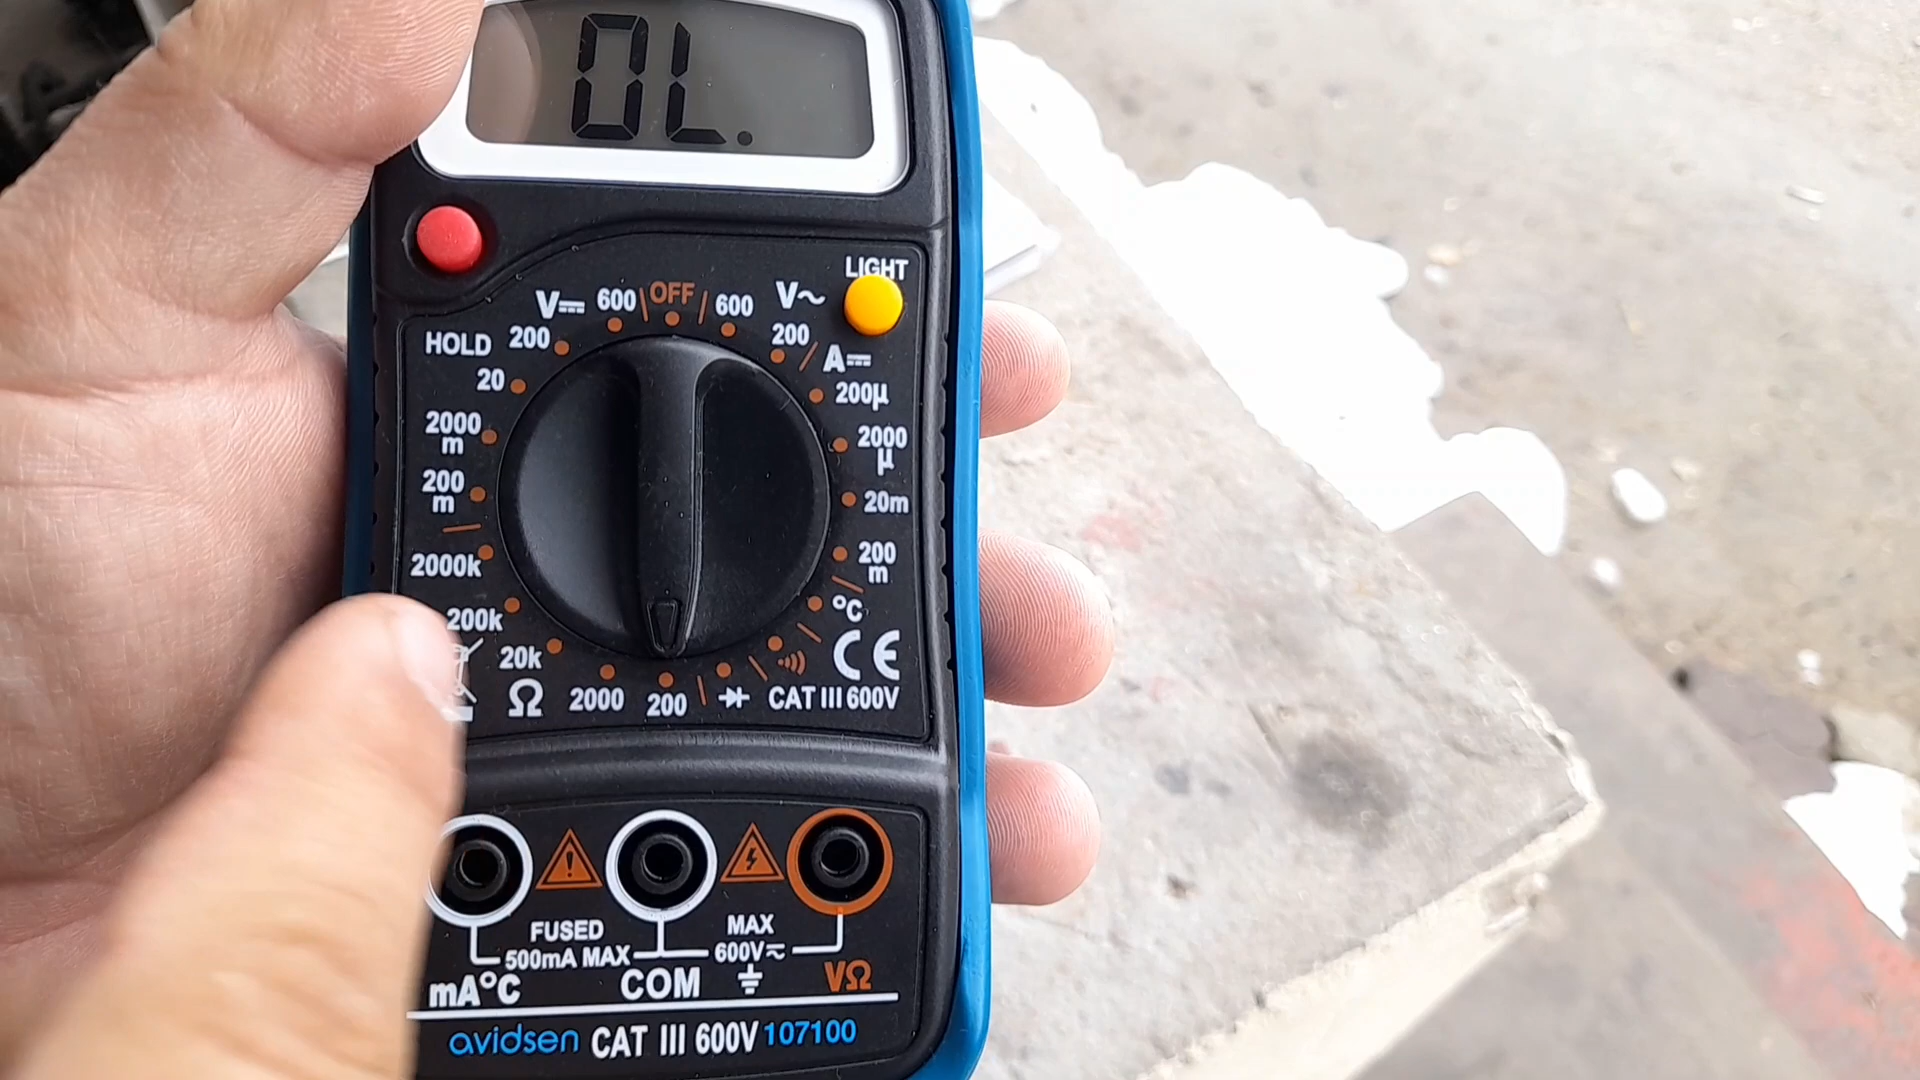 OL.
LIGHT
V⎓ 600 OFF 600 V~
HOLD 200 200 A⎓
20 200µ
2000
m
2000
µ
200
m
20m
2000k
200
m
200k °C
20k CE
Ω 2000 200 CAT III 600V
FUSED
500mA MAX
MAX
600V
mA°C COM VΩ
avidsen CAT III 600V 107100